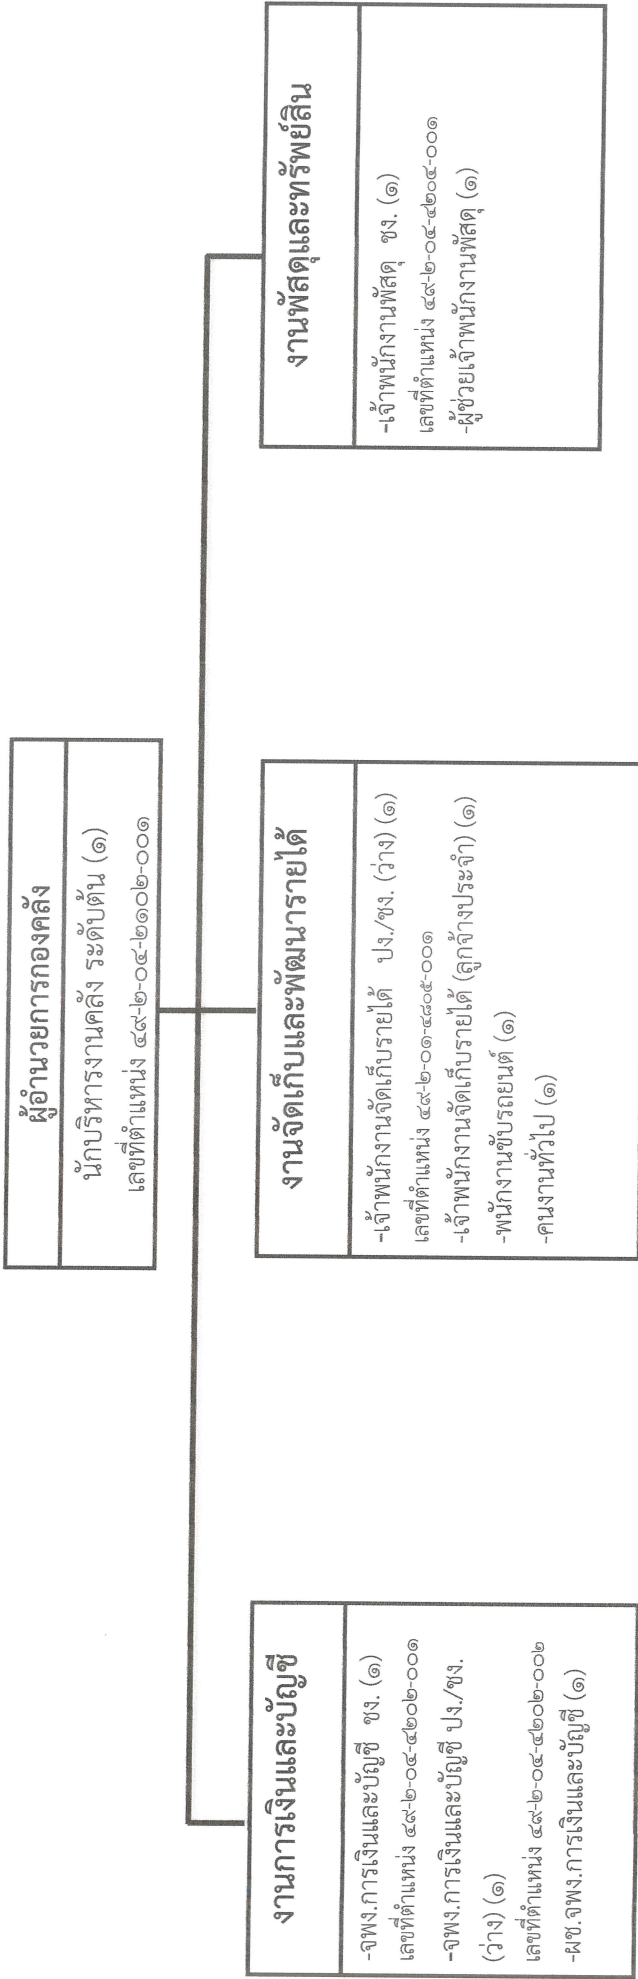 ผู้อำนวยการกองคลัง
นักบริหารงานคลัง ระดับต้น (๑)
เลขที่ตำแหน่ง ๔๙-๒-๐๔-๒๑๐๒-๐๐๑
งานการเงินและบัญชี
-จพง.การเงินและบัญชี ชง. (๑)
เลขที่ตำแหน่ง ๔๙-๒-๐๔-๔๒๐๒-๐๐๑
-จพง.การเงินและบัญชี ปง./ชง.
(ว่าง) (๑)
เลขที่ตำแหน่ง ๔๙-๒-๐๔-๔๒๐๒-๐๐๒
-ผช.จพง.การเงินและบัญชี (๑)
งานจัดเก็บและพัฒนารายได้
-เจ้าพนักงานจัดเก็บรายได้ ปง./ชง. (ว่าง) (๑)
เลขที่ตำแหน่ง ๔๙-๒-๐๑-๔๘๐๕-๐๐๑
-เจ้าพนักงานจัดเก็บรายได้ (ลูกจ้างประจำ) (๑)
-พนักงานขับรถยนต์ (๑)
-คนงานทั่วไป (๑)
งานพัสดุและทรัพย์สิน
-เจ้าพนักงานพัสดุ ชง. (๑)
เลขที่ตำแหน่ง ๔๙-๒-๐๔-๔๒๐๔-๐๐๑
-ผู้ช่วยเจ้าพนักงานพัสดุ (๑)